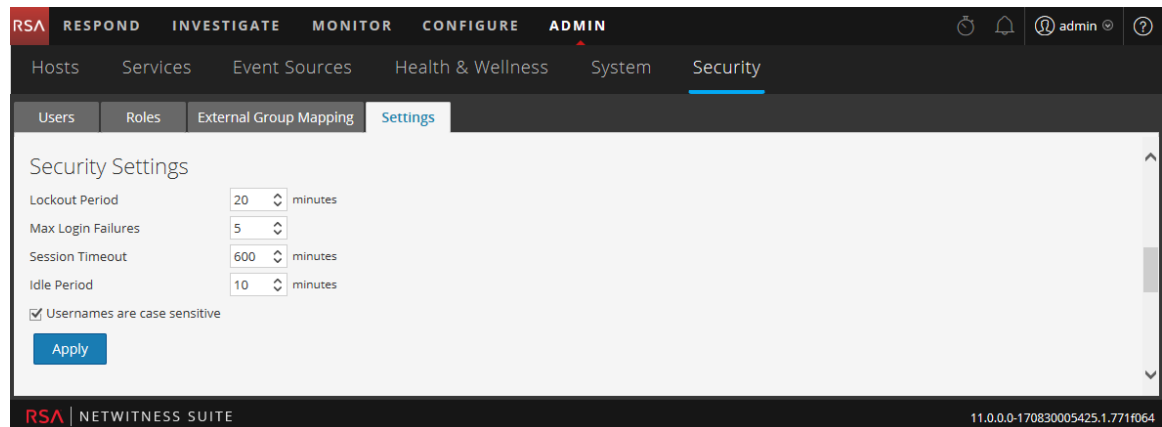 RSA RESPOND INVESTIGATE MONITOR CONFIGURE ADMIN admin ?
Hosts Services Event Sources Health & Wellness System Security
Users Roles External Group Mapping Settings
Security Settings
Lockout Period 20 minutes
Max Login Failures 5
Session Timeout 600 minutes
Idle Period 10 minutes
Usernames are case sensitive
Apply
RSA | NETWITNESS SUITE 11.0.0.0-170830005425.1.771f064